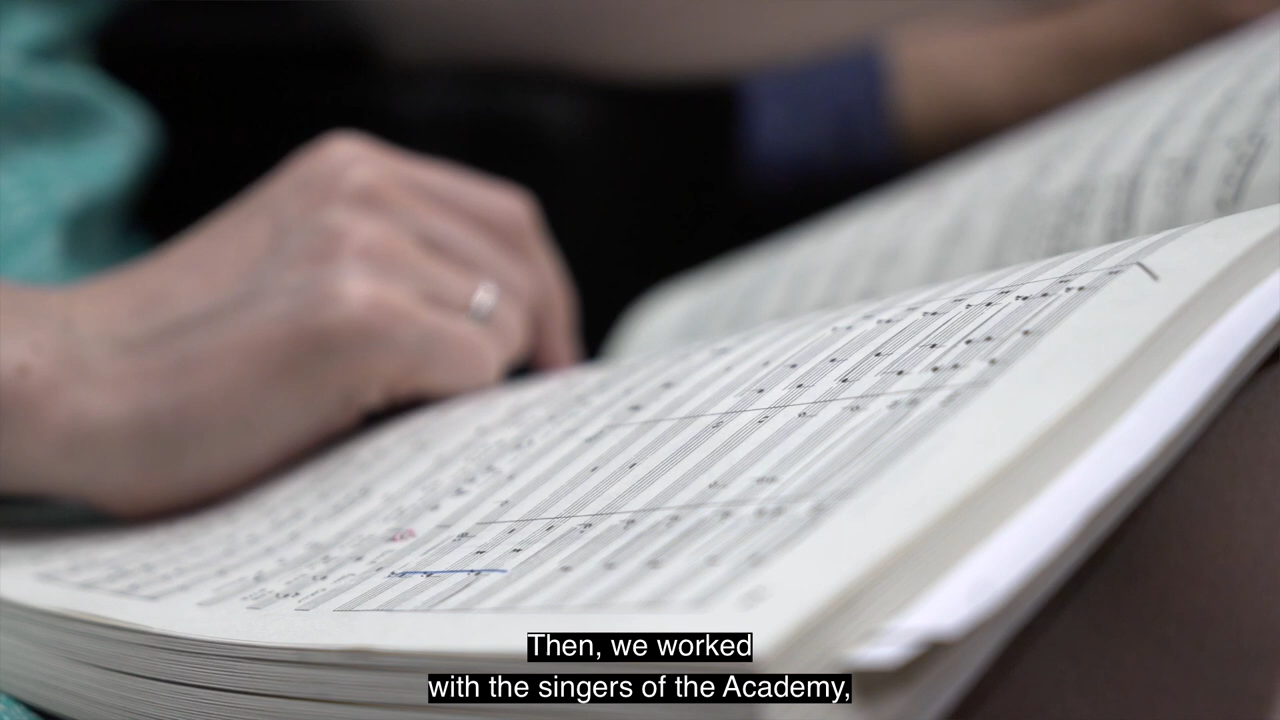 Then, we worked
with the singers of the Academy,